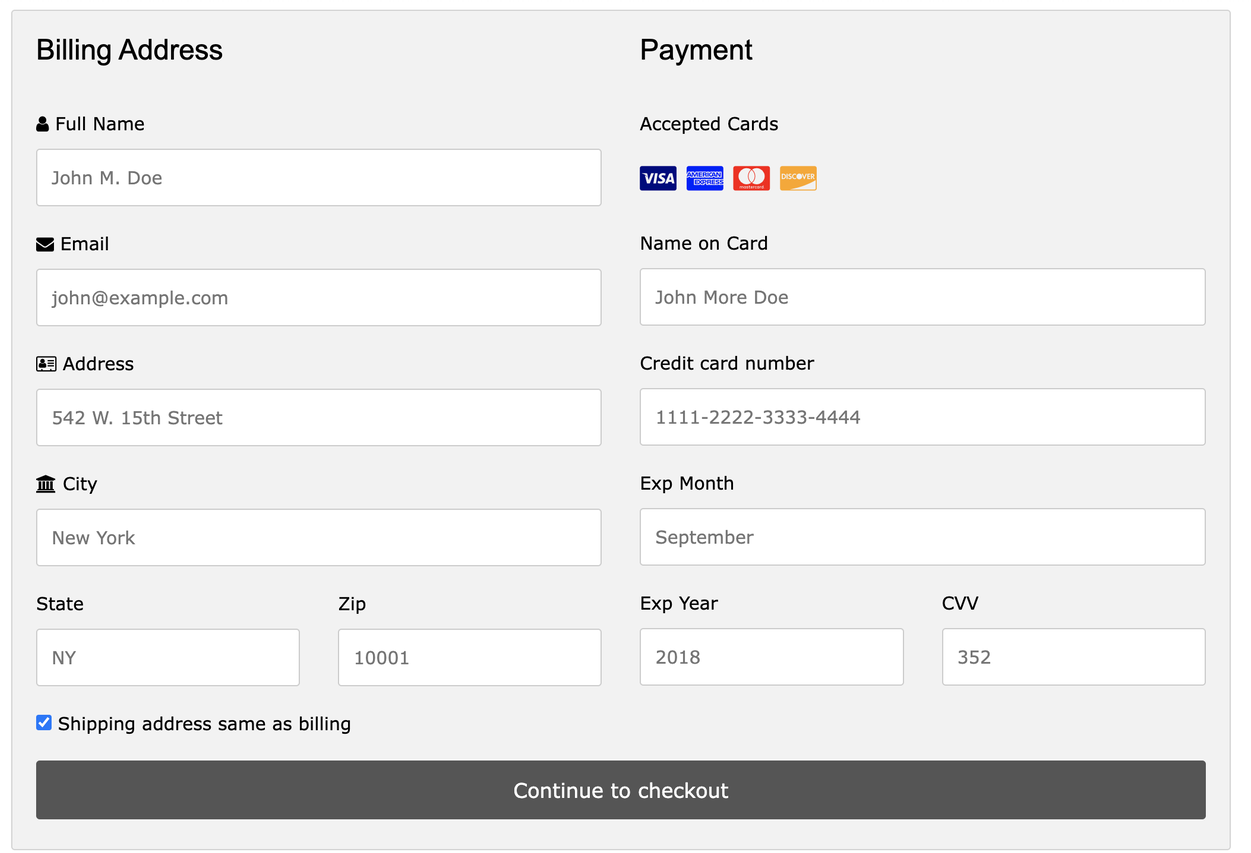 Billing Address
Full Name
John M. Doe
Email
john@example.com
Address
542 W. 15th Street
City
New York
State Zip
NY 10001
Shipping address same as billing
Payment
Accepted Cards
VISA AMERICAN EXPRESS mastercard DISCOVER
Name on Card
John More Doe
Credit card number
1111-2222-3333-4444
Exp Month
September
Exp Year CVV
2018 352
Continue to checkout